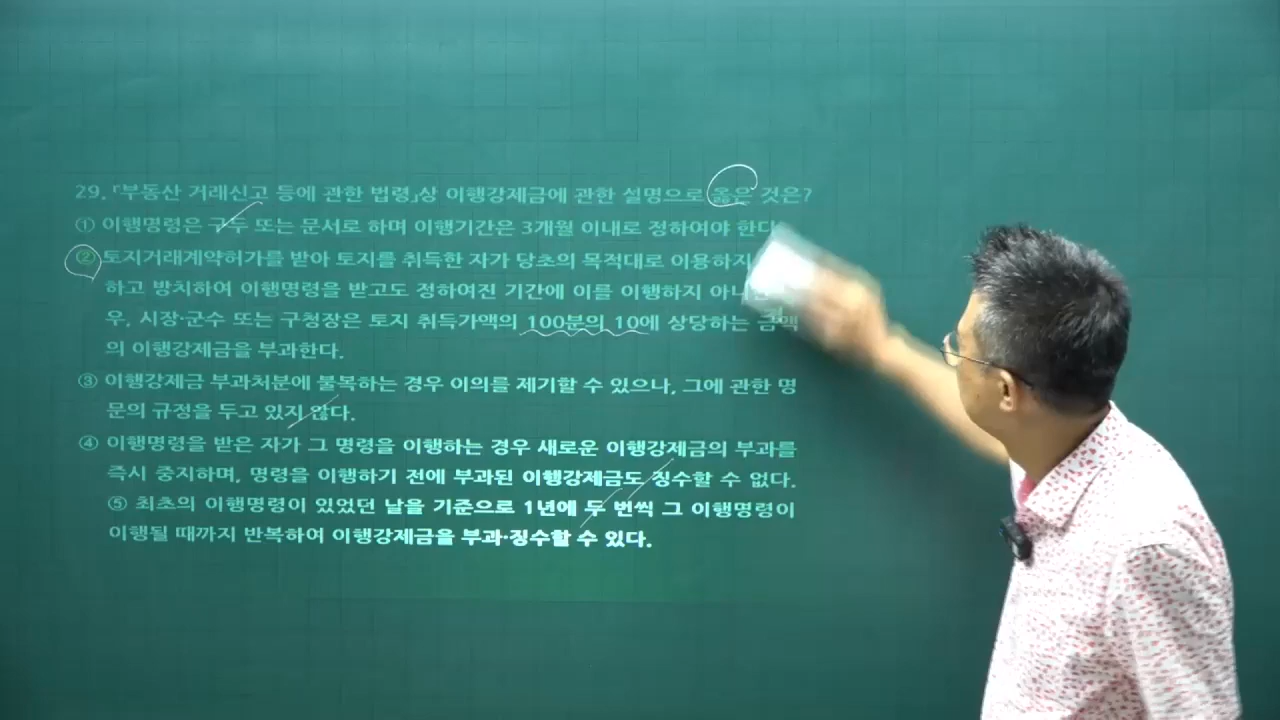 29. 「부동산 거래신고 등에 관한 법령」상 이행강제금에 관한 설명으로 옳은 것은?
① 이행명령은 구두 또는 문서로 하며 이행기간은 3개월 이내로 정하여야 한다
② 토지거래계약허가를 받아 토지를 취득한 자가 당초의 목적대로 이용하지
하고 방치하여 이행명령을 받고도 정하여진 기간에 이를 이행하지 아니
우, 시장·군수 또는 구청장은 토지 취득가액의 100분의 10에 상당하는 금액
의 이행강제금을 부과한다.
③ 이행강제금 부과처분에 불복하는 경우 이의를 제기할 수 있으나, 그에 관한 명
문의 규정을 두고 있지 않다.
④ 이행명령을 받은 자가 그 명령을 이행하는 경우 새로운 이행강제금의 부과를
즉시 중지하며, 명령을 이행하기 전에 부과된 이행강제금도 징수할 수 없다.
⑤ 최초의 이행명령이 있었던 날을 기준으로 1년에 두 번씩 그 이행명령이
이행될 때까지 반복하여 이행강제금을 부과·징수할 수 있다.